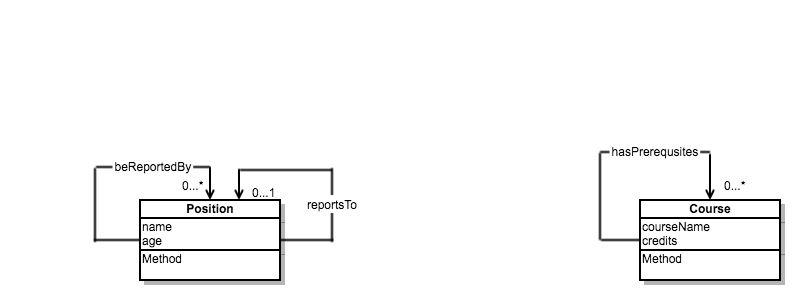 beReportedBy
0...*
0...1
reportsTo
Position
name
age
Method
hasPrerequsites
0...*
Course
courseName
credits
Method